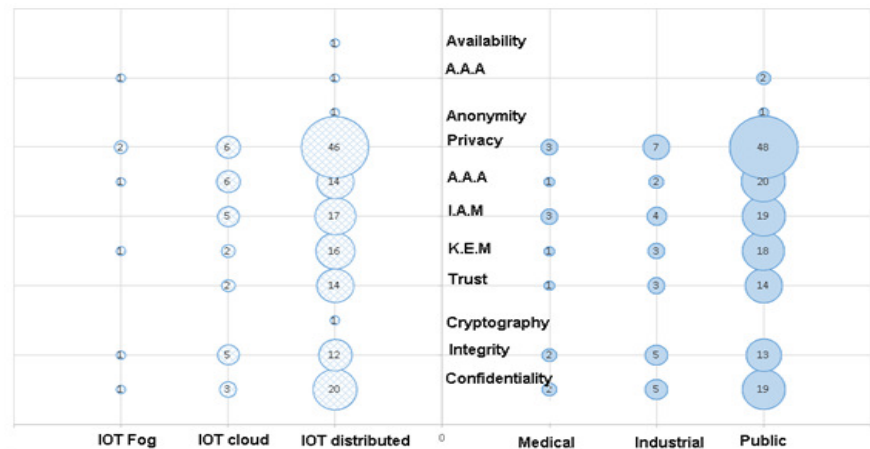 1 Availability
1 1 A.A.A 2
1 Anonymity 1
2 6 46 Privacy 3 7 48
1 6 14 A.A.A 1 2 20
5 17 I.A.M 3 4 19
1 2 16 K.E.M 1 3 18
2 14 Trust 1 3 14
1 Cryptography
1 5 12 Integrity 2 5 13
1 3 20 Confidentiality 2 5 19
IOT Fog IOT cloud IOT distributed 0 Medical Industrial Public